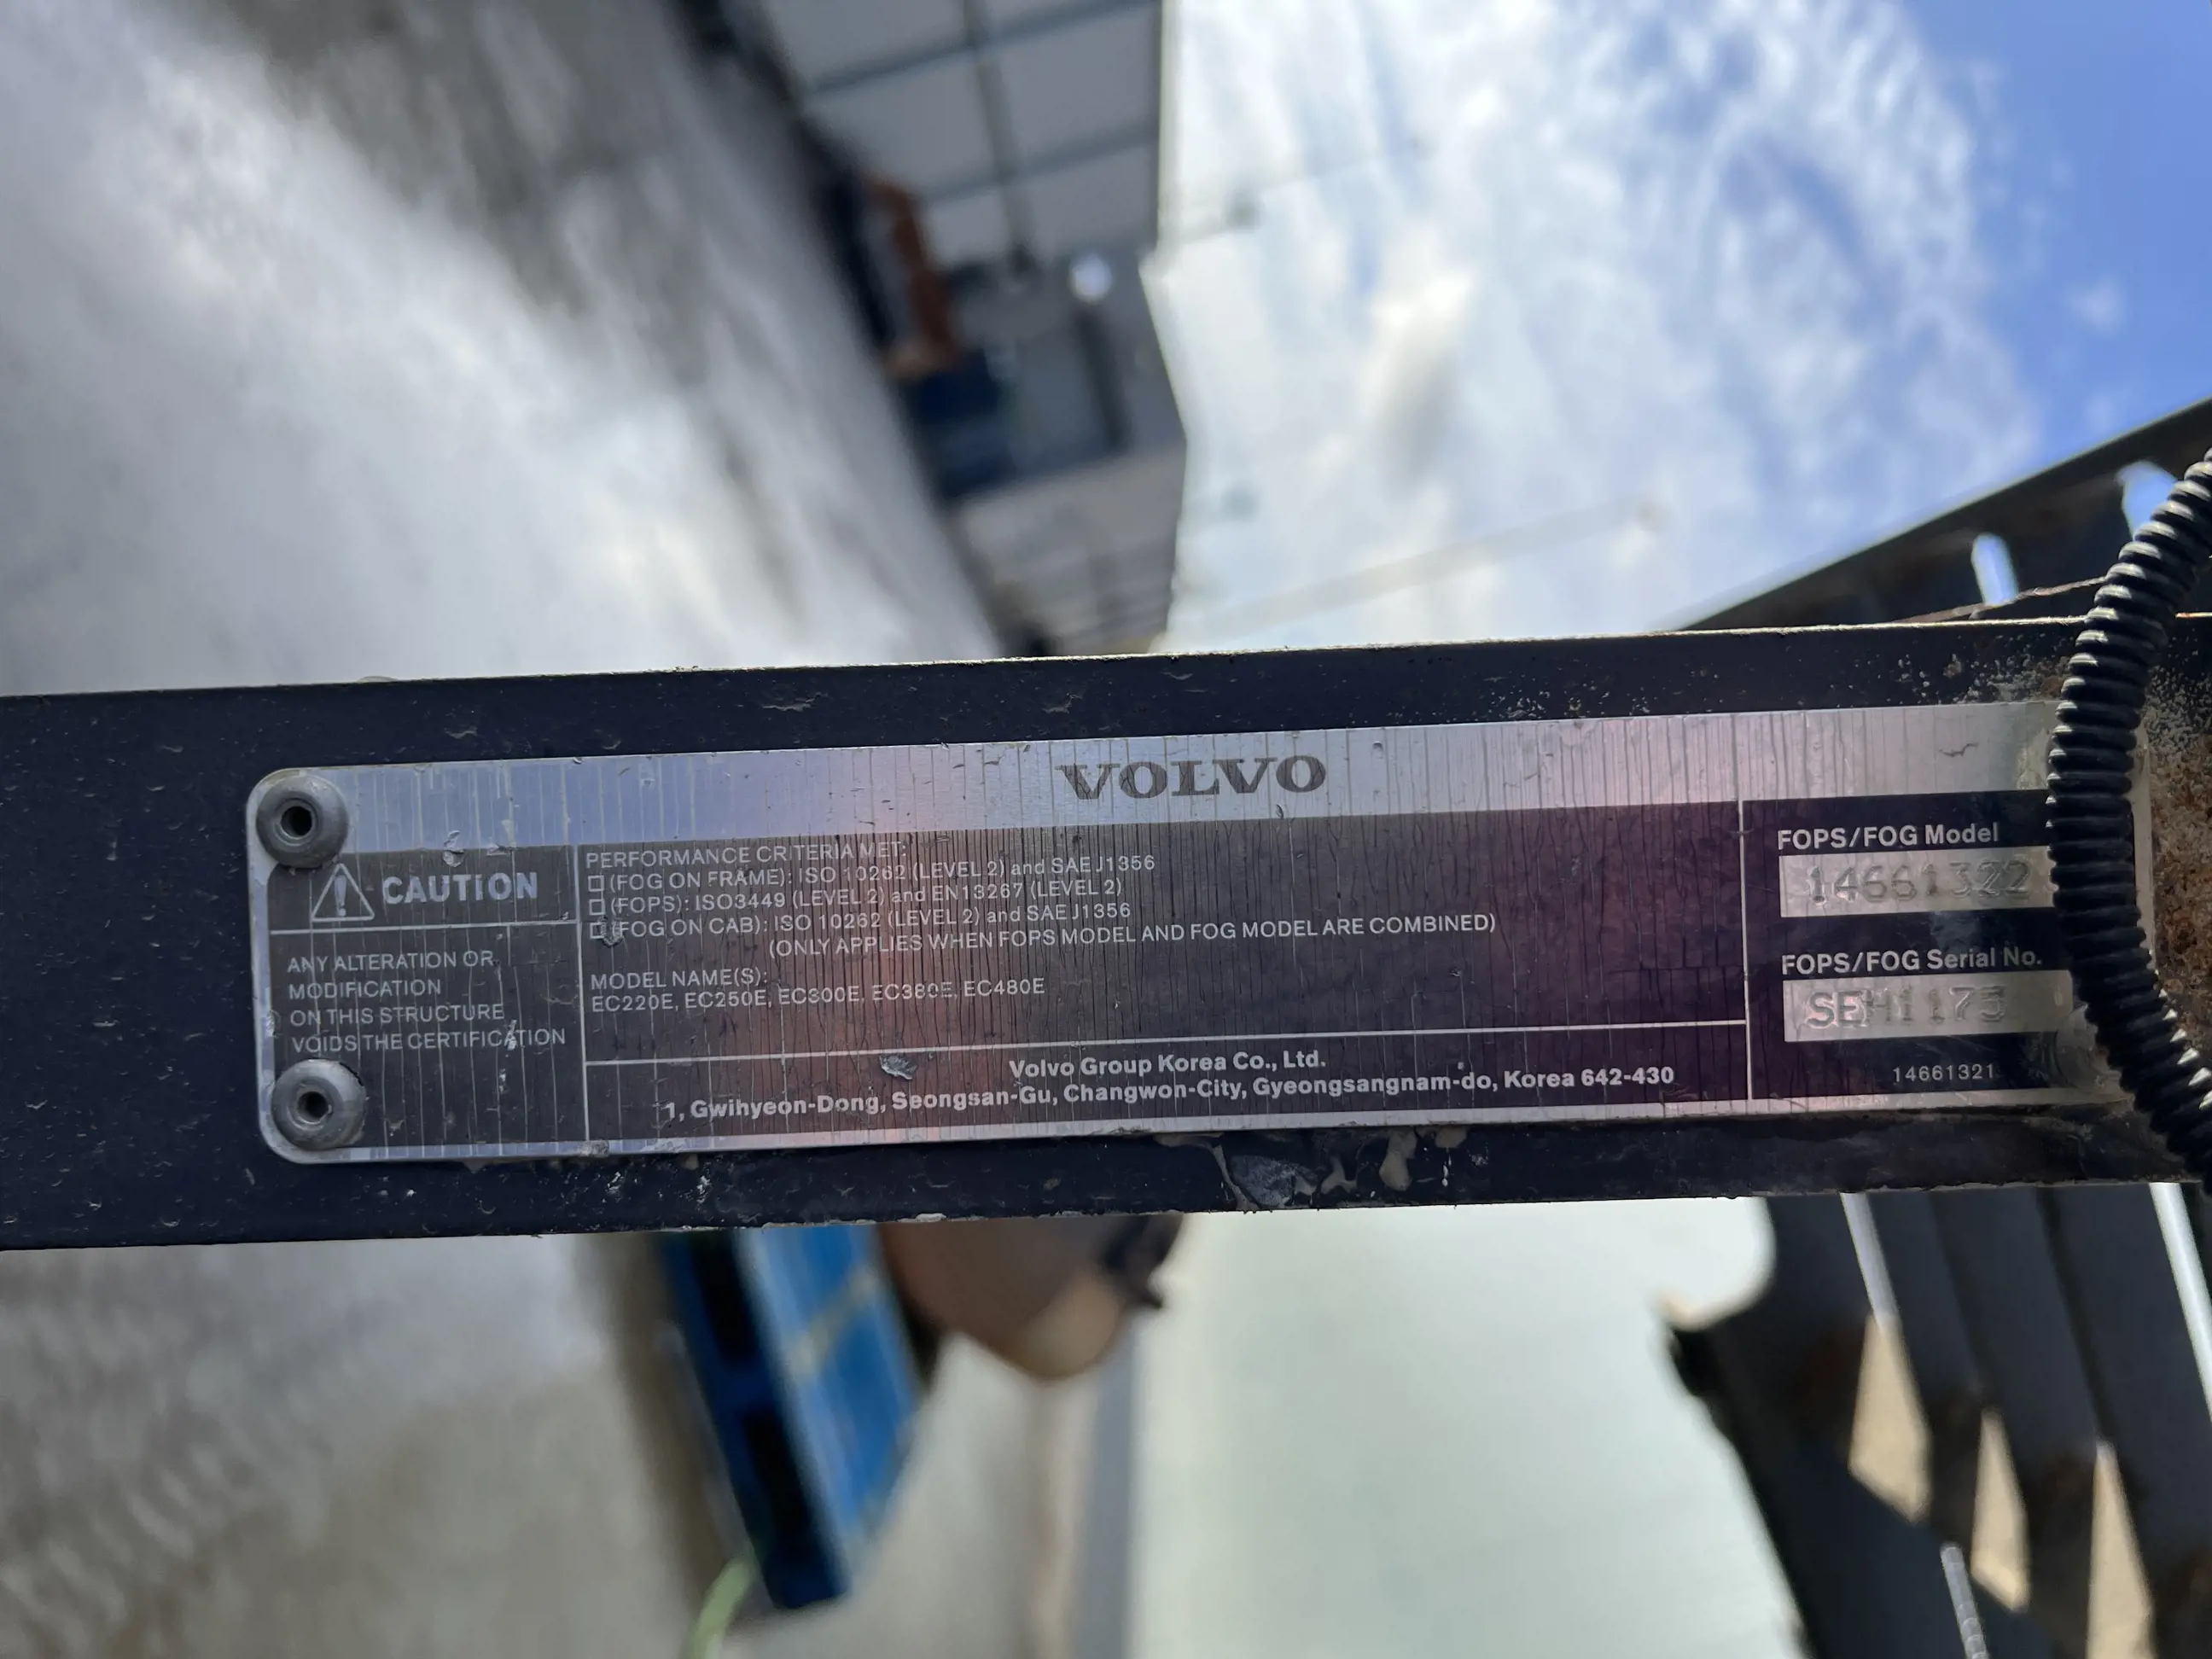 VOLVO
CAUTION
ANY ALTERATION OR
MODIFICATION
ON THIS STRUCTURE
VOIDS THE CERTIFICATION
PERFORMANCE CRITERIA MET:
(FOG ON FRAME): ISO 10262 (LEVEL 2) and SAE J1356
(FOPS): ISO3449 (LEVEL 2) and EN13267 (LEVEL 2)
(FOG ON CAB): ISO 10262 (LEVEL 2) and SAE J1356
(ONLY APPLIES WHEN FOPS MODEL AND FOG MODEL ARE COMBINED)
MODEL NAME(S):
EC220E, EC250E, EC300E, EC380E, EC480E
Volvo Group Korea Co., Ltd.
1, Gwihyeon-Dong, Seongsan-Gu, Changwon-City, Gyeongsangnam-do, Korea 642-430
FOPS/FOG Model
14661322
FOPS/FOG Serial No.
SEH1175
14661321